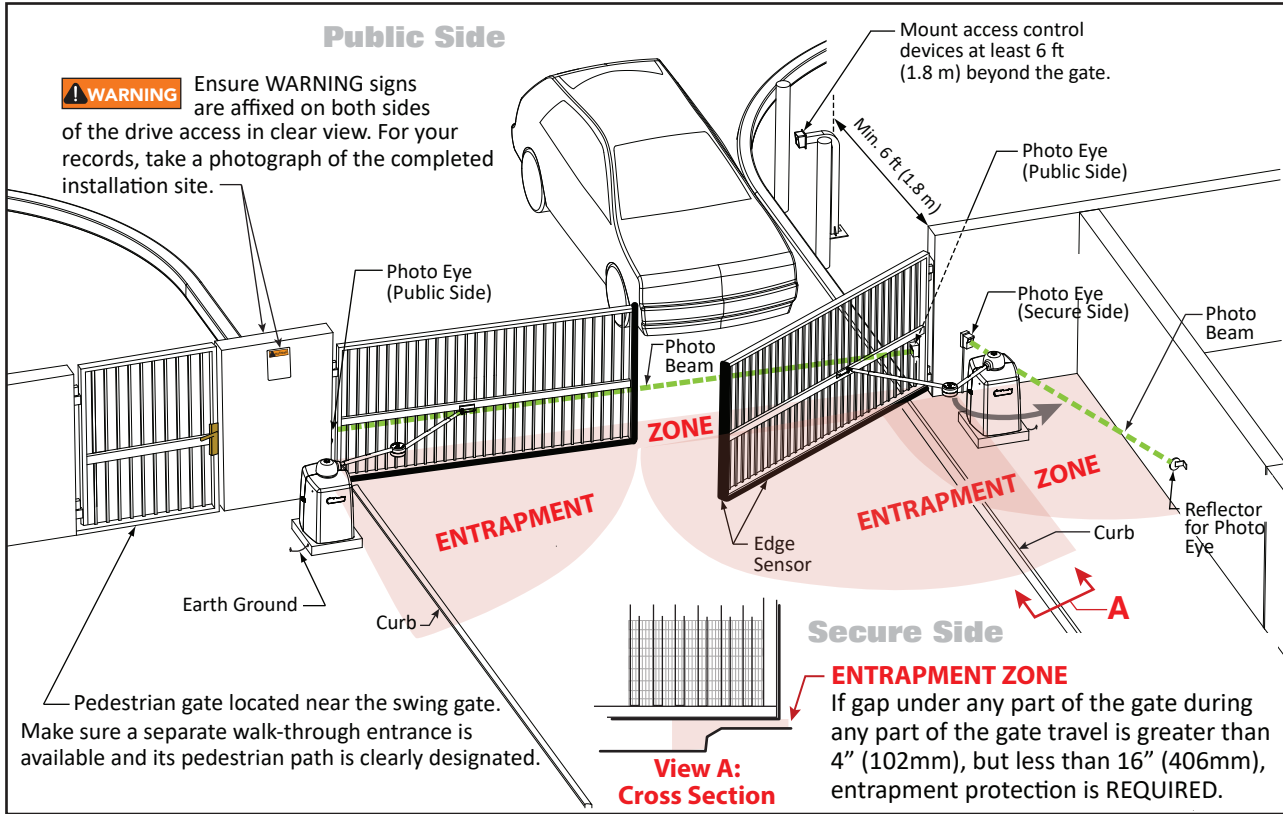 Public Side
WARNING Ensure WARNING signs
are affixed on both sides
of the drive access in clear view. For your
records, take a photograph of the completed
installation site.
Mount access control
devices at least 6 ft
(1.8 m) beyond the gate.
Min. 6 ft (1.8 m)
Photo Eye
(Public Side)
Photo Eye
(Public Side)
Photo Eye
(Secure Side)
Photo
Beam
Photo
Beam
ZONE
ENTRAPMENT
ENTRAPMENT ZONE
Edge
Sensor
Reflector
for Photo
Eye
Curb
Earth Ground
Curb
A
Secure Side
Pedestrian gate located near the swing gate.
Make sure a separate walk-through entrance is
available and its pedestrian path is clearly designated.
View A:
Cross Section
ENTRAPMENT ZONE
If gap under any part of the gate during
any part of the gate travel is greater than
4” (102mm), but less than 16” (406mm),
entrapment protection is REQUIRED.